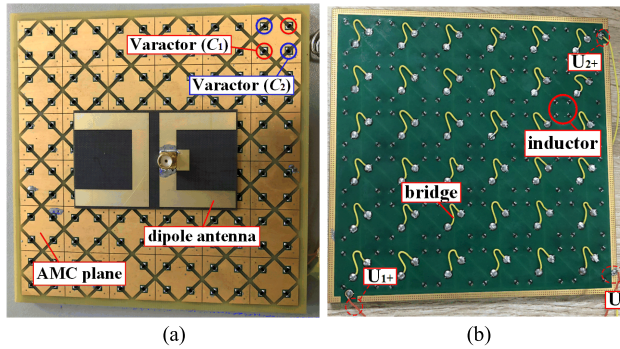 Varactor (C1)
Varactor (C2)
dipole antenna
AMC plane
(a)
U2+
inductor
bridge
U1+
U
(b)